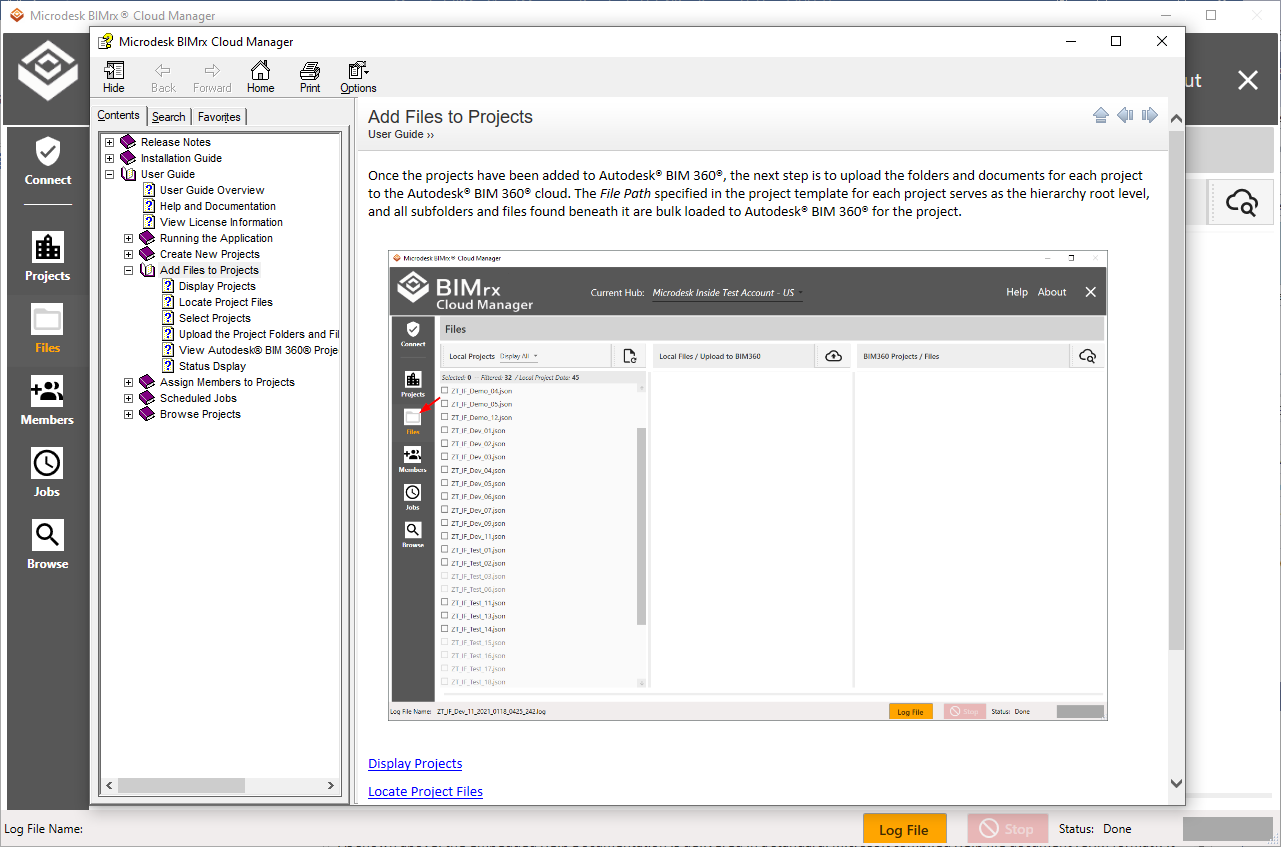 Microdesk BIMrx® Cloud Manager
Microdesk BIMrx Cloud Manager
Hide
Back
Forward
Home
Print
Options
ut
Connect
Projects
Files
Members
Jobs
Browse
Contents
Search
Favorites
Release Notes
Installation Guide
User Guide
User Guide Overview
Help and Documentation
View License Information
Running the Application
Create New Projects
Add Files to Projects
Display Projects
Locate Project Files
Select Projects
Upload the Project Folders and Fil
View Autodesk® BIM 360® Proje
Status Dsplay
Assign Members to Projects
Scheduled Jobs
Browse Projects
Add Files to Projects
User Guide ››
Once the projects have been added to Autodesk® BIM 360®, the next step is to upload the folders and documents for each project
to the Autodesk® BIM 360® cloud. The File Path specified in the project template for each project serves as the hierarchy root level,
and all subfolders and files found beneath it are bulk loaded to Autodesk® BIM 360® for the project.
Microdesk BIMrx® Cloud Manager
BIMrx
Cloud Manager
Current Hub: Microdesk Inside Test Account - US
Help About
Connect
Projects
Files
Members
Jobs
Browse
Files
Local Projects Display All
Local Files / Upload to BIM360
BIM360 Projects / Files
Selected: 0 Filtered: 32 / Local Project Data: 45
ZT_IF_Demo_04.json
ZT_IF_Demo_05.json
ZT_IF_Demo_12.json
ZT_IF_Dev_01.json
ZT_IF_Dev_02.json
ZT_IF_Dev_03.json
ZT_IF_Dev_04.json
ZT_IF_Dev_05.json
ZT_IF_Dev_06.json
ZT_IF_Dev_07.json
ZT_IF_Dev_09.json
ZT_IF_Dev_11.json
ZT_IF_Test_01.json
ZT_IF_Test_02.json
ZT_IF_Test_03.json
ZT_IF_Test_11.json
ZT_IF_Test_13.json
ZT_IF_Test_14.json
ZT_IF_Test_15.json
ZT_IF_Test_16.json
ZT_IF_Test_17.json
ZT_IF_Test_18.json
Log File Name: ZT_IF_Dev_11_2021_0118_0425_242.log
Log File
Stop
Status: Done
Display Projects
Locate Project Files
Log File Name:
Log File
Stop
Status: Done